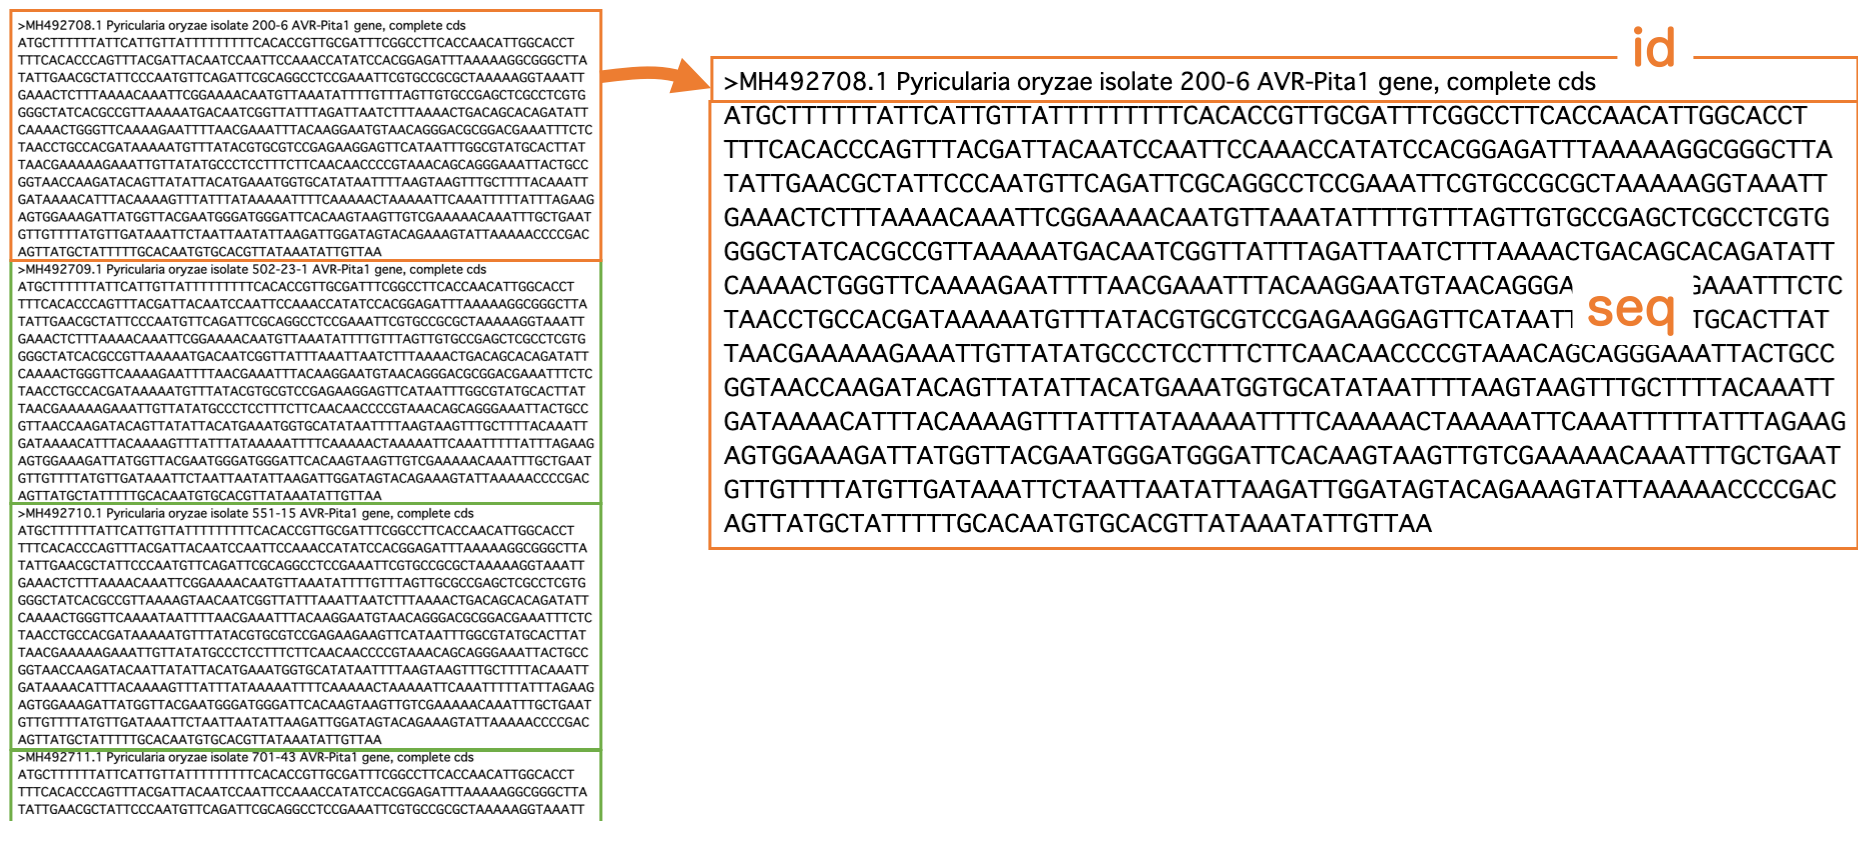 >MH492708.1 Pyricularia oryzae isolate 200-6 AVR-Pita1 gene, complete cds
ATGCTTTTTTATTCATTGTTATTTTTTTTTCACACCGTTGCGATTTCGGCCTTCACCAACATTGGCACCT
TTTCACACCCAGTTTACGATTACAATCCAATTCCAAACCATATCCACGGAGATTTAAAAAGGCGGGCTTA
TATTGAACGCTATTCCCAATGTTCAGATTCGCAGGCCTCCGAAATTCGTGCCGCGCTAAAAAGGTAAATT
GAAACTCTTTAAAACAAATTCGGAAAACAATGTTAAATATTTTGTTTAGTTGTGCCGAGCTCGCCTCGTG
GGGCTATCACGCCGTTAAAAATGACAATCGGTTATTTAGATTAATCTTTAAAACTGACAGCACAGATATT
CAAAACTGGGTTCAAAAGAATTTTAACGAAATTTACAAGGAATGTAACAGGGACGCGGACGAAATTTCTC
TAACCTGCCACGATAAAAATGTTTATACGTGCGTCCGAGAAGGAGTTCATAATTTGGCGTATGCACTTAT
TAACGAAAAAGAAATTGTTATATGCCCTCCTTTCTTCAACAACCCCGTAAACAGCAGGGAAATTACTGCC
GGTAACCAAGATACAGTTATATTACATGAAATGGTGCATATAATTTTAAGTAAGTTTGCTTTTACAAATT
GATAAAACATTTACAAAAGTTTATTTATAAAAATTTTCAAAAACTAAAAATTCAAATTTTTATTTAGAAG
AGTGGAAAGATTATGGTTACGAATGGGATGGGATTCACAAGTAAGTTGTCGAAAAACAAATTTGCTGAAT
GTTGTTTTATGTTGATAAATTCTAATTAATATTAAGATTGGATAGTACAGAAAGTATTAAAAACCCCGAC
AGTTATGCTATTTTTGCACAATGTGCACGTTATAAATATTGTTAA
>MH492709.1 Pyricularia oryzae isolate 502-23-1 AVR-Pita1 gene, complete cds
ATGCTTTTTTATTCATTGTTATTTTTTTTTCACACCGTTGCGATTTCGGCCTTCACCAACATTGGCACCT
TTTCACACCCAGTTTACGATTACAATCCAATTCCAAACCATATCCACGGAGATTTAAAAAGGCGGGCTTA
TATTGAACGCTATTCCCAATGTTCAGATTCGCAGGCCTCCGAAATTCGTGCCGCGCTAAAAAGGTAAATT
GAAACTCTTTAAAACAAATTCGGAAAACAATGTTAAATATTTTGTTTAGTTGTGCCGAGCTCGCCTCGTG
GGGCTATCACGCCGTTAAAAATGACAATCGGTTATTTAAATTAATCTTTAAAACTGACAGCACAGATATT
CAAAACTGGGTTCAAAAGAATTTTAACGAAATTTACAAGGAATGTAACAGGGACGCGGACGAAATTTCTC
TAACCTGCCACGATAAAAATGTTTATACGTGCGTCCGAGAAGGAGTTCATAATTTGGCGTATGCACTTAT
TAACGAAAAAGAAATTGTTATATGCCCTCCTTTCTTCAACAACCCCGTAAACAGCAGGGAAATTACTGCC
GTTAACCAAGATACAGTTATATTACATGAAATGGTGCATATAATTTTAAGTAAGTTTGCTTTTACAAATT
GATAAAACATTTACAAAAGTTTATTTATAAAAATTTTCAAAAACTAAAAATTCAAATTTTTATTTAGAAG
AGTGGAAAGATTATGGTTACGAATGGGATGGGATTCACAAGTAAGTTGTCGAAAAACAAATTTGCTGAAT
GTTGTTTTATGTTGATAAATTCTAATTAATATTAAGATTGGATAGTACAGAAAGTATTAAAAACCCCGAC
AGTTATGCTATTTTTGCACAATGTGCACGTTATAAATATTGTTAA
>MH492710.1 Pyricularia oryzae isolate 551-15 AVR-Pita1 gene, complete cds
ATGCTTTTTTATTCATTGTTATTTTTTTTTCACACCGTTGCGATTTCGGCCTTCACCAACATTGGCACCT
TTTCACACCCAGTTTACGATTACAATCCAATTCCAAACCATATCCACGGAGATTTAAAAAGGCGGGCTTA
TATTGAACGCTATTCCCAATGTTCAGATTCGCAGGCCTCCGAAATTCGTGCCGCGCTAAAAAGGTAAATT
GAAACTCTTTAAAACAAATTCGGAAAACAATGTTAAATATTTTGTTTAGTTGCGCCGAGCTCGCCTCGTG
GGGCTATCACGCCGTTAAAAGTAACAATCGGTTATTTAAATTAATCTTTAAAACTGACAGCACAGATATT
CAAAACTGGGTTCAAAATAATTTTAACGAAATTTACAAGGAATGTAACAGGGACGCGGACGAAATTTCTC
TAACCTGCCACGATAAAAATGTTTATACGTGCGTCCGAGAAGAAGTTCATAATTTGGCGTATGCACTTAT
TAACGAAAAAGAAATTGTTATATGCCCTCCTTTCTTCAACAACCCCGTAAACAGCAGGGAAATTACTGCC
GGTAACCAAGATACAATTATATTACATGAAATGGTGCATATAATTTTAAGTAAGTTTGCTTTTACAAATT
GATAAAACATTTACAAAAGTTTATTTATAAAAATTTTCAAAAACTAAAAATTCAAATTTTTATTTAGAAG
AGTGGAAAGATTATGGTTACGAATGGGATGGGATTCACAAGTAAGTTGTCGAAAAACAAATTTGCTGAAT
GTTGTTTTATGTTGATAAATTCTAATTAATATTAAGATTGGATAGTACAGAAAGTATTAAAAACCCCGAC
AGTTATGCTATTTTTGCACAATGTGCACGTTATAAATATTGTTAA
>MH492711.1 Pyricularia oryzae isolate 701-43 AVR-Pita1 gene, complete cds
ATGCTTTTTTATTCATTGTTATTTTTTTTTCACACCGTTGCGATTTCGGCCTTCACCAACATTGGCACCT
TTTCACACCCAGTTTACGATTACAATCCAATTCCAAACCATATCCACGGAGATTTAAAAAGGCGGGCTTA
TATTGAACGCTATTCCCAATGTTCAGATTCGCAGGCCTCCGAAATTCGTGCCGCGCTAAAAAGGTAAATT
id
>MH492708.1 Pyricularia oryzae isolate 200-6 AVR-Pita1 gene, complete cds
ATGCTTTTTTATTCATTGTTATTTTTTTTTCACACCGTTGCGATTTCGGCCTTCACCAACATTGGCACCT
TTTCACACCCAGTTTACGATTACAATCCAATTCCAAACCATATCCACGGAGATTTAAAAAGGCGGGCTTA
TATTGAACGCTATTCCCAATGTTCAGATTCGCAGGCCTCCGAAATTCGTGCCGCGCTAAAAAGGTAAATT
GAAACTCTTTAAAACAAATTCGGAAAACAATGTTAAATATTTTGTTTAGTTGTGCCGAGCTCGCCTCGTG
GGGCTATCACGCCGTTAAAAATGACAATCGGTTATTTAGATTAATCTTTAAAACTGACAGCACAGATATT
CAAAACTGGGTTCAAAAGAATTTTAACGAAATTTACAAGGAATGTAACAGGGA GAAATTTCTC
seq
TAACCTGCCACGATAAAAATGTTTATACGTGCGTCCGAGAAGGAGTTCATAATT TGCACTTAT
TAACGAAAAAGAAATTGTTATATGCCCTCCTTTCTTCAACAACCCCGTAAACAGCAGGGAAATTACTGCC
GGTAACCAAGATACAGTTATATTACATGAAATGGTGCATATAATTTTAAGTAAGTTTGCTTTTACAAATT
GATAAAACATTTACAAAAGTTTATTTATAAAAATTTTCAAAAACTAAAAATTCAAATTTTTATTTAGAAG
AGTGGAAAGATTATGGTTACGAATGGGATGGGATTCACAAGTAAGTTGTCGAAAAACAAATTTGCTGAAT
GTTGTTTTATGTTGATAAATTCTAATTAATATTAAGATTGGATAGTACAGAAAGTATTAAAAACCCCGAC
AGTTATGCTATTTTTGCACAATGTGCACGTTATAAATATTGTTAA